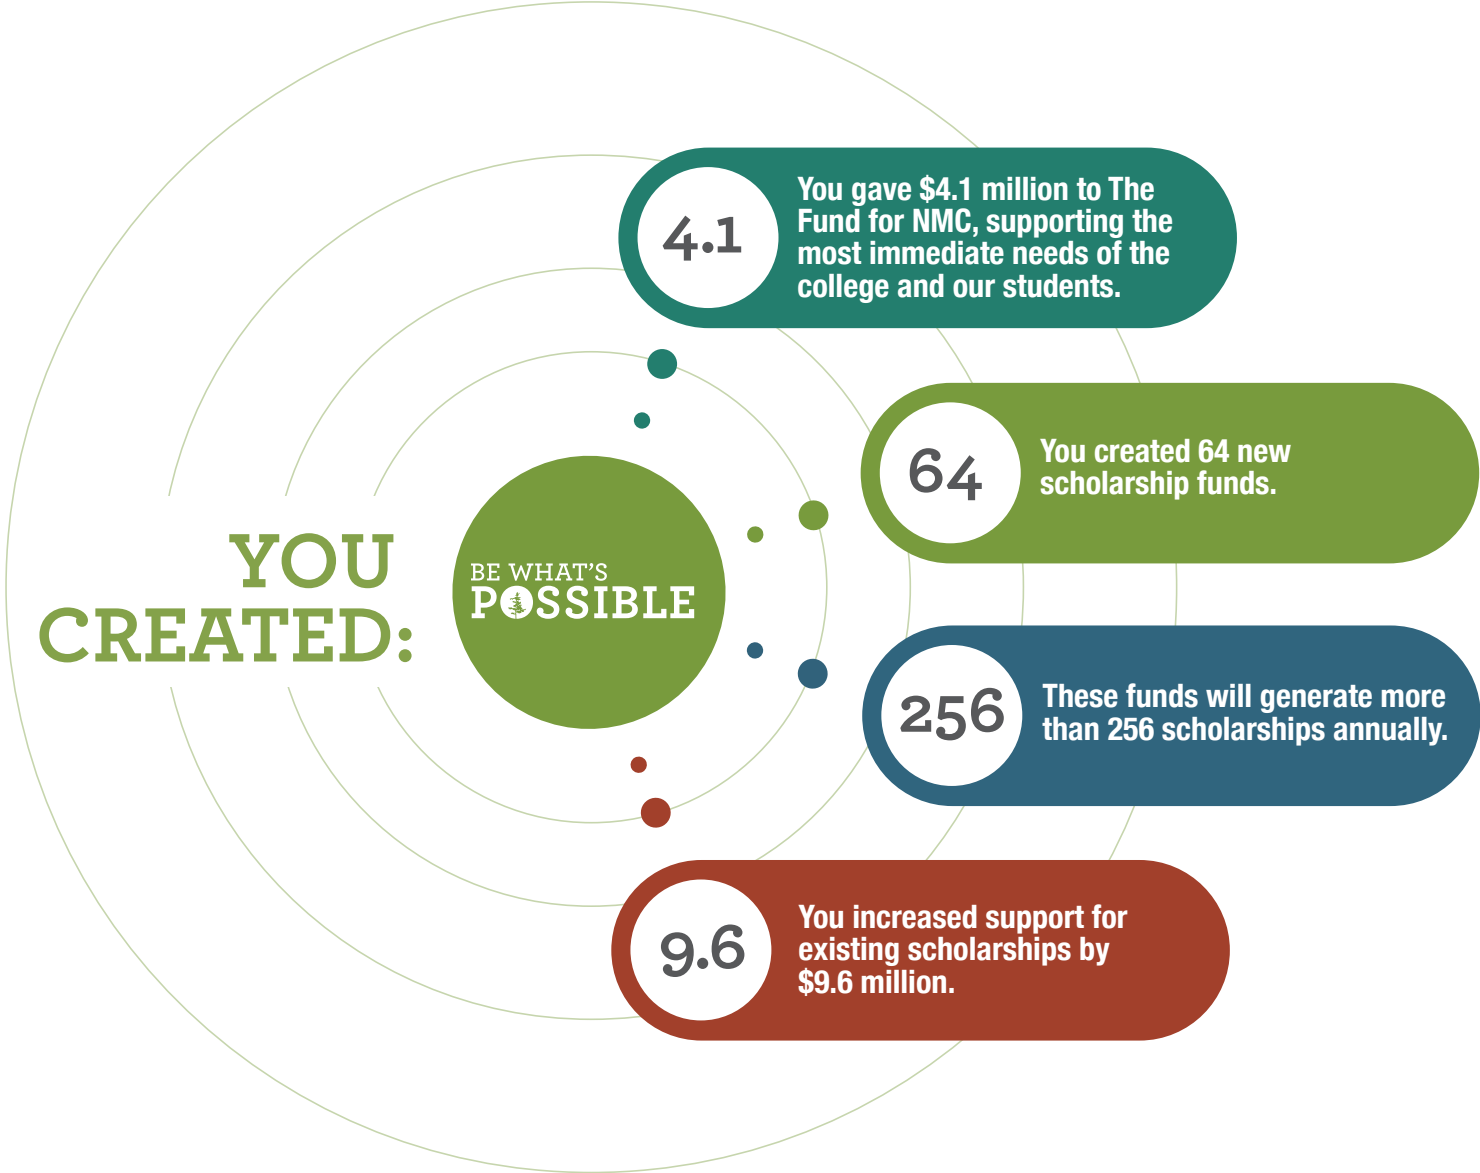 YOU
CREATED:
BE WHAT'S
POSSIBLE
4.1
You gave $4.1 million to The
Fund for NMC, supporting the
most immediate needs of the
college and our students.
64
You created 64 new
scholarship funds.
256
These funds will generate more
than 256 scholarships annually.
9.6
You increased support for
existing scholarships by
$9.6 million.